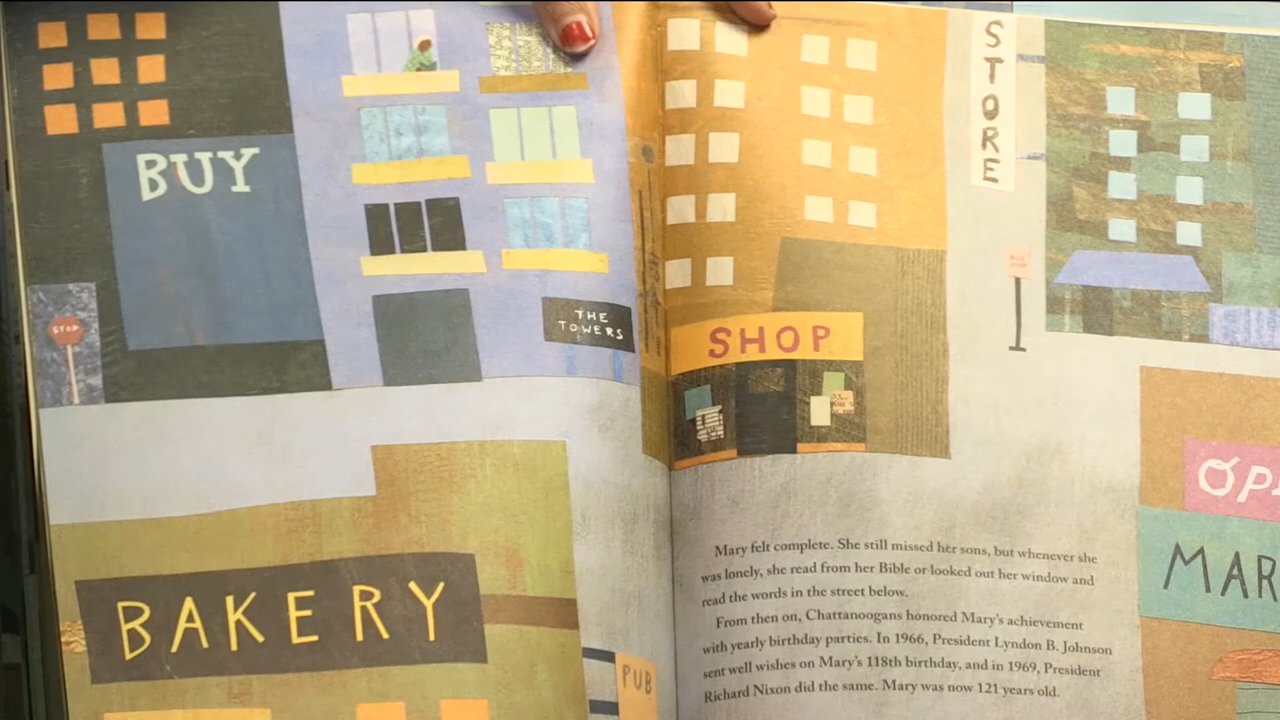 BUY
STOP
THE
TOWERS
BAKERY
PUB
SHOP
STORE
BUS
STOP
MAR
Mary felt complete. She still missed her sons, but whenever she
was lonely, she read from her Bible or looked out her window and
read the words in the street below.
From then on, Chattanoogans honored Mary's achievement
with yearly birthday parties. In 1966, President Lyndon B. Johnson
sent well wishes on Mary's 118th birthday, and in 1969, President
Richard Nixon did the same. Mary was now 121 years old.